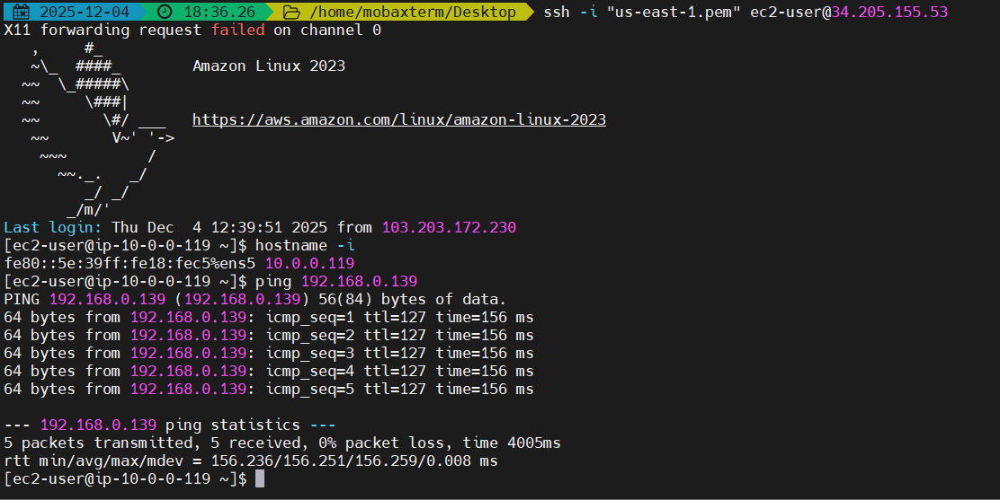 2025-12-04 18:36.26 /home/mobaxterm/Desktop ssh -i "us-east-1.pem" ec2-user@34.205.155.53
X11 forwarding request failed on channel 0
   ,     #_
   ~\_  ####_        Amazon Linux 2023
  ~~  \_#####\
  ~~     \###|
  ~~       \#/ ___   https://aws.amazon.com/linux/amazon-linux-2023
   ~~       V~' '->
    ~~~         /
      ~~._.   _/
         _/ _/
       _/m/'
Last login: Thu Dec  4 12:39:51 2025 from 103.203.172.230
[ec2-user@ip-10-0-0-119 ~]$ hostname -i
fe80::5e:39ff:fe18:fec5%ens5 10.0.0.119
[ec2-user@ip-10-0-0-119 ~]$ ping 192.168.0.139
PING 192.168.0.139 (192.168.0.139) 56(84) bytes of data.
64 bytes from 192.168.0.139: icmp_seq=1 ttl=127 time=156 ms
64 bytes from 192.168.0.139: icmp_seq=2 ttl=127 time=156 ms
64 bytes from 192.168.0.139: icmp_seq=3 ttl=127 time=156 ms
64 bytes from 192.168.0.139: icmp_seq=4 ttl=127 time=156 ms
64 bytes from 192.168.0.139: icmp_seq=5 ttl=127 time=156 ms

--- 192.168.0.139 ping statistics ---
5 packets transmitted, 5 received, 0% packet loss, time 4005ms
rtt min/avg/max/mdev = 156.236/156.251/156.259/0.008 ms
[ec2-user@ip-10-0-0-119 ~]$